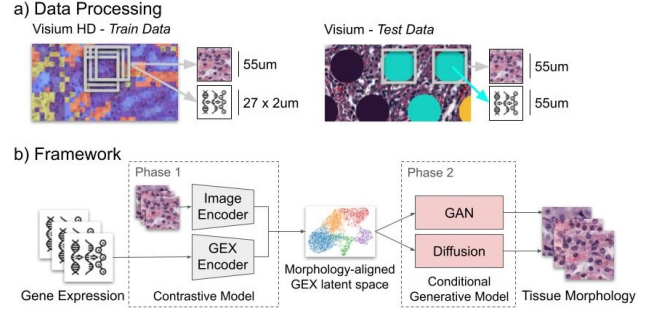 a) Data Processing
Visium HD - Train Data
55um
27 x 2um
Visium - Test Data
55um
55um
b) Framework
Phase 1
Image
Encoder
GEX
Encoder
Gene Expression
Contrastive Model
Morphology-aligned
GEX latent space
Phase 2
GAN
Diffusion
Conditional
Generative Model
Tissue Morphology